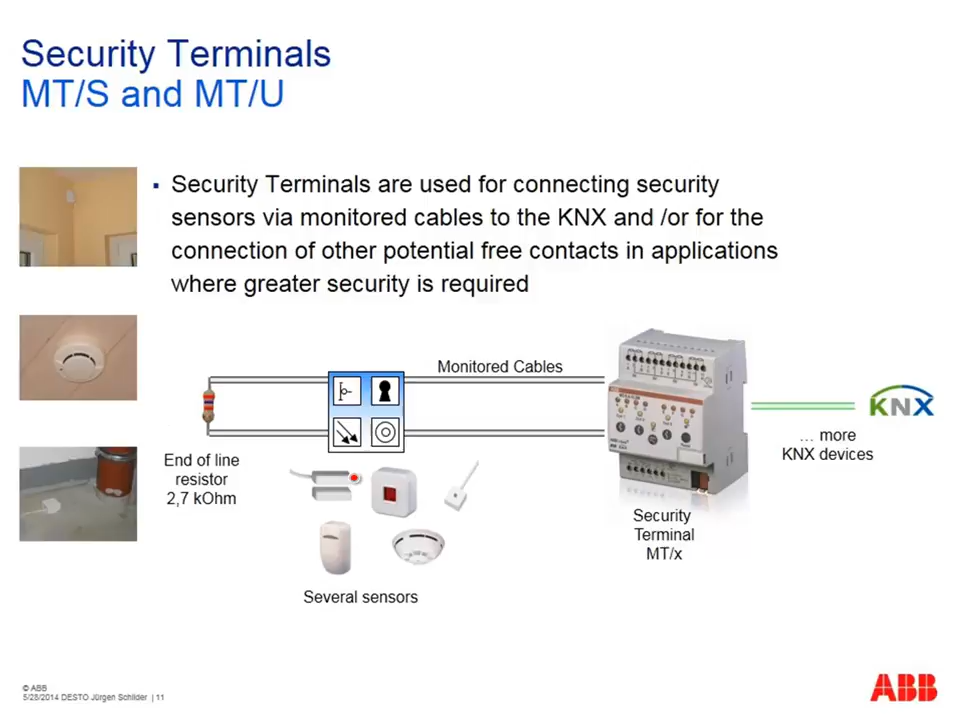 Security Terminals
MT/S and MT/U
Security Terminals are used for connecting security
sensors via monitored cables to the KNX and /or for the
connection of other potential free contacts in applications
where greater security is required
Monitored Cables
KNX
… more
KNX devices
End of line
resistor
2,7 kOhm
Security
Terminal
MT/x
Several sensors
© ABB
5/28/2014 DESTO Jürgen Schilder | 11
ABB